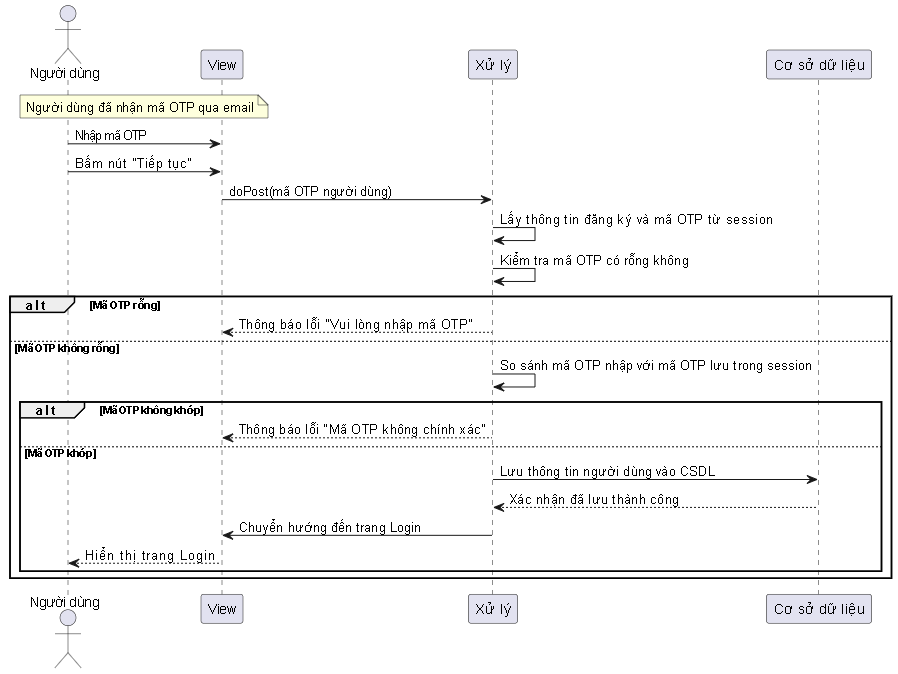 Người dùng
View
Xử lý
Cơ sở dữ liệu
Người dùng đã nhận mã OTP qua email
Nhập mã OTP
Bấm nút "Tiếp tục"
doPost(mã OTP người dùng)
Lấy thông tin đăng ký và mã OTP từ session
Kiểm tra mã OTP có rỗng không
alt [Mã OTP rỗng]
Thông báo lỗi "Vui lòng nhập mã OTP"
[Mã OTP không rỗng]
So sánh mã OTP nhập với mã OTP lưu trong session
alt [Mã OTP không khóp]
Thông báo lỗi "Mã OTP không chính xác"
[Mã OTP khóp]
Lưu thông tin người dùng vào CSDL
Xác nhận đã lưu thành công
Chuyển hướng đến trang Login
Hiển thị trang Login
Người dùng
View
Xử lý
Cơ sở dữ liệu